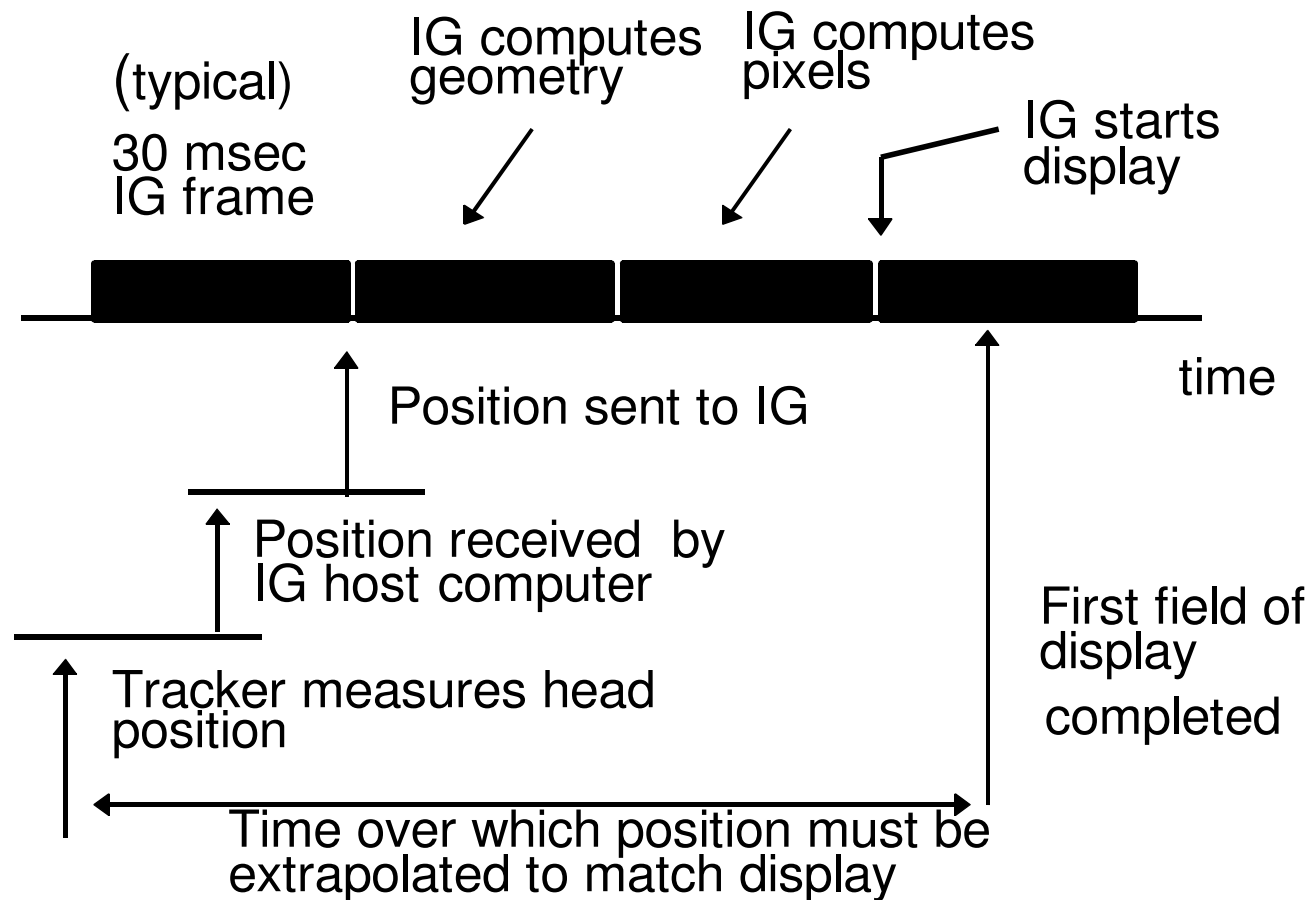 (typical)
30 msec
IG frame
IG computes
geometry
IG computes
pixels
IG starts
display
time
Position sent to IG
Position received by
IG host computer
Tracker measures head
position
First field of
display
completed
Time over which position must be
extrapolated to match display